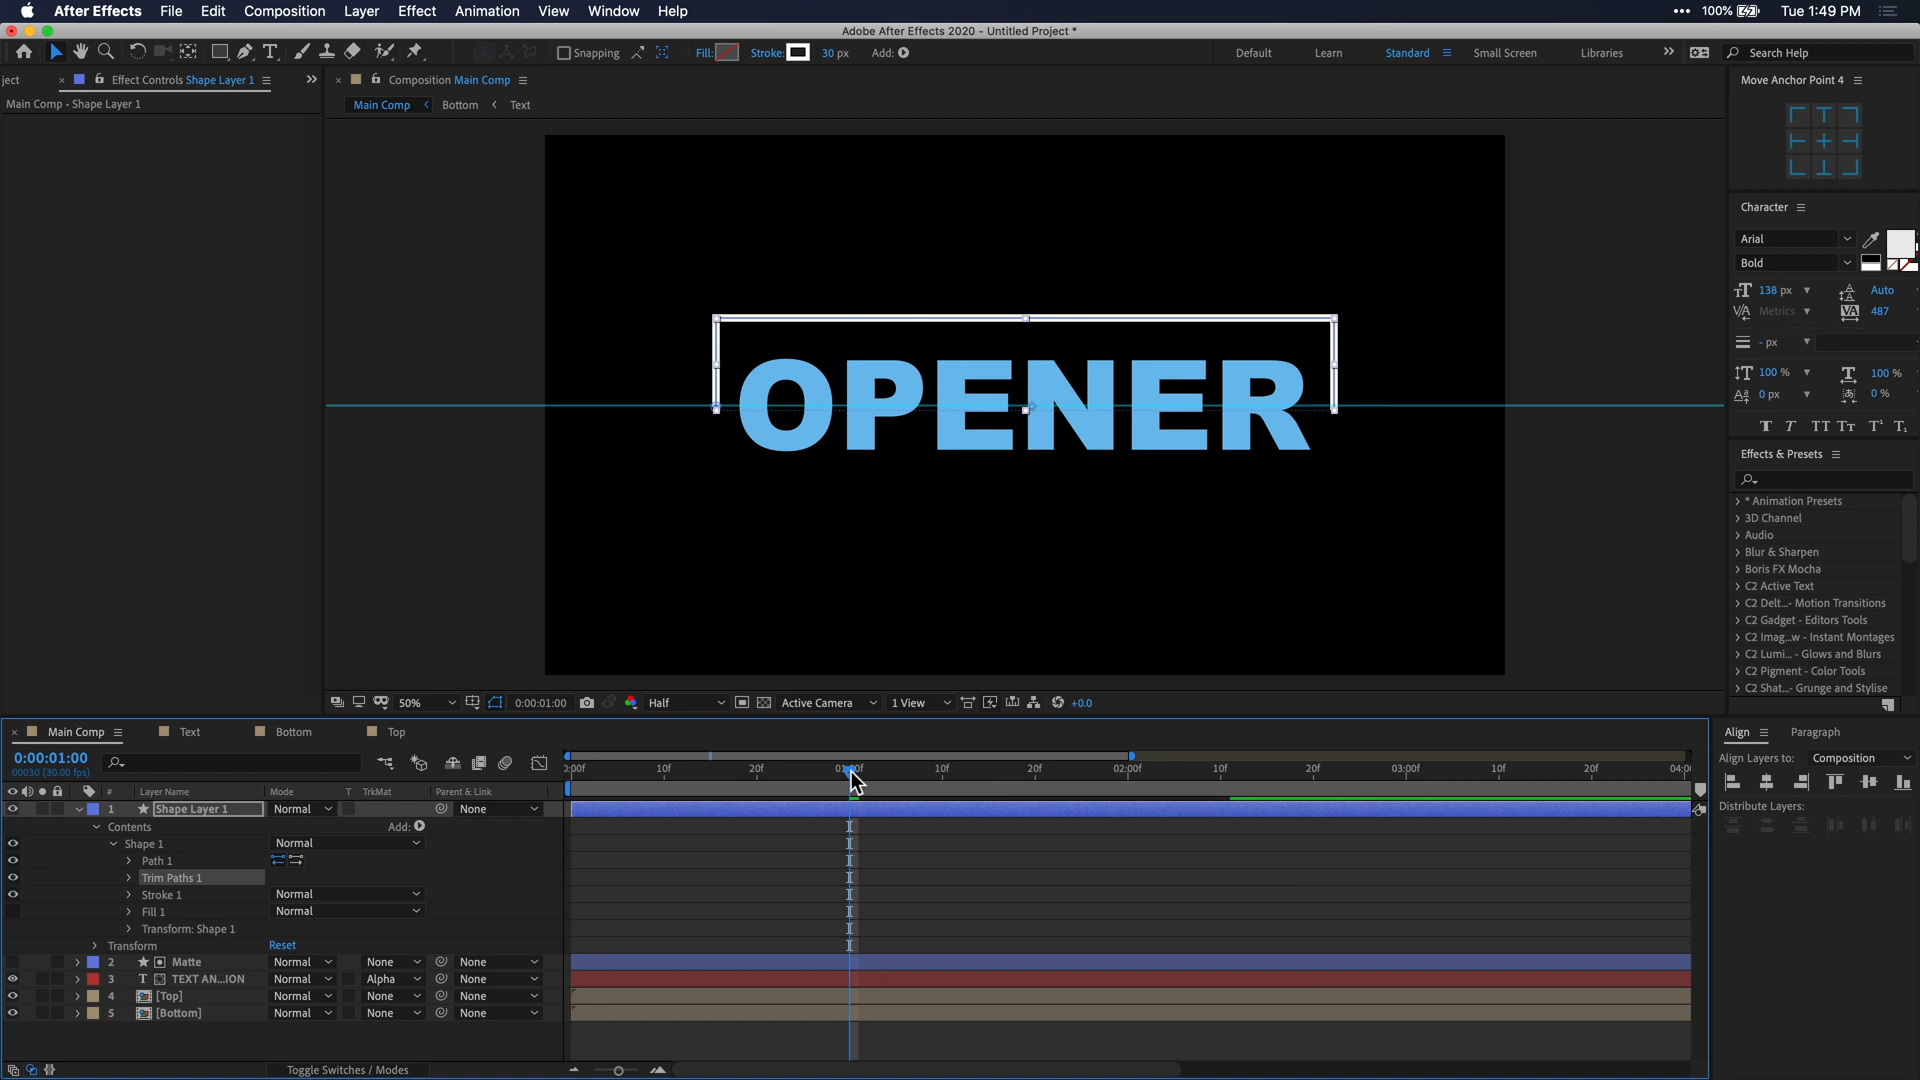 After Effects File Edit Composition Layer Effect Animation View Window Help 100% Tue 1:49 PM
Adobe After Effects 2020 - Untitled Project *
Snapping Fill: Stroke: 30 px Add: Default Learn Standard Small Screen Libraries Search Help
ject Effect Controls Shape Layer 1 Composition Main Comp Move Anchor Point 4
Main Comp • Shape Layer 1 Main Comp Bottom Text
Character
Arial
Bold
138 px Auto
Metrics 487
- px
100 % 100 %
0 px 0 %
T T TT Tт T¹ T₁
OPENER
Effects & Presets
* Animation Presets
3D Channel
Audio
Blur & Sharpen
Boris FX Mocha
C2 Active Text
C2 Delt...- Motion Transitions
C2 Gadget - Editors Tools
C2 Imag...w - Instant Montages
C2 Lumi... - Glows and Blurs
C2 Pigment - Color Tools
C2 Shat...- Grunge and Stylise
50% 0:00:01:00 Half Active Camera 1 View +0.0
Main Comp Text Bottom Top Align Paragraph
0:00:01:00
00030 (30.00 fps)
Align Layers to: Composition
0:00f 10f 20f 01:00f 10f 20f 02:00f 10f 20f 03:00f 10f 20f 04:00
# Layer Name Mode T TrkMat Parent & Link
Distribute Layers:
1 Shape Layer 1 Normal None
Contents Add:
Shape 1 Normal
Path 1
Trim Paths 1
Stroke 1 Normal
Fill 1 Normal
Transform: Shape 1
Transform Reset
2 Matte Normal None None
3 T TEXT AN...ION Normal Alpha None
4 [Top] Normal None None
5 [Bottom] Normal None None
Toggle Switches / Modes